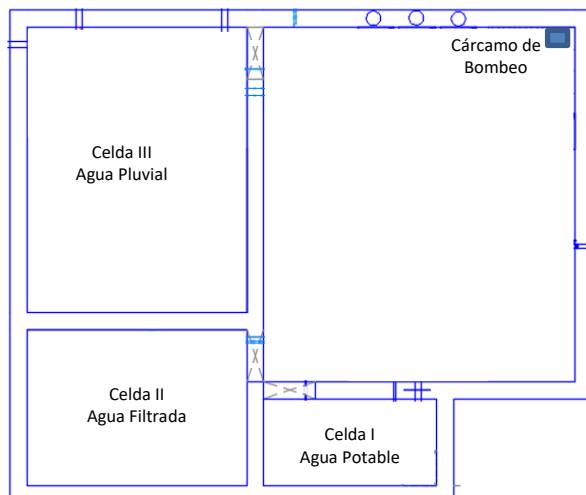 Cárcamo de
Bombeo
Celda III
Agua Pluvial
Celda II
Agua Filtrada
Celda I
Agua Potable